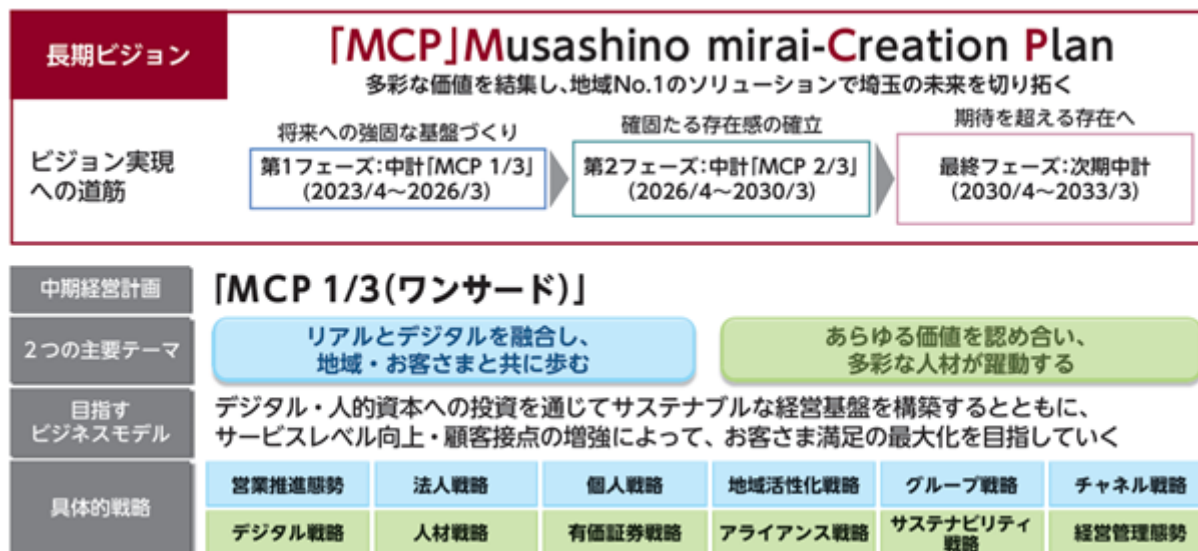 長期ビジョン
「MCP」Musashino mirai-Creation Plan
多彩な価値を結集し、地域No.1のソリューションで埼玉の未来を切り拓く
ビジョン実現
への道筋
将来への強固な基盤づくり
第1フェーズ:中計「MCP 1/3」
(2023/4～2026/3)
確固たる存在感の確立
第2フェーズ:中計「MCP 2/3」
(2026/4～2030/3)
期待を超える存在へ
最終フェーズ:次期中計
(2030/4～2033/3)
中期経営計画
「MCP 1/3(ワンサード)」
2つの主要テーマ
リアルとデジタルを融合し、
地域・お客さまと共に歩む
あらゆる価値を認め合い、
多彩な人材が躍動する
目指す
ビジネスモデル
デジタル・人的資本への投資を通じてサステナブルな経営基盤を構築するとともに、
サービスレベル向上・顧客接点の増強によって、お客さま満足の最大化を目指していく
具体的戦略
営業推進態勢 法人戦略 個人戦略 地域活性化戦略 グループ戦略 チャネル戦略
デジタル戦略 人材戦略 有価証券戦略 アライアンス戦略 サステナビリティ
戦略 経営管理態勢